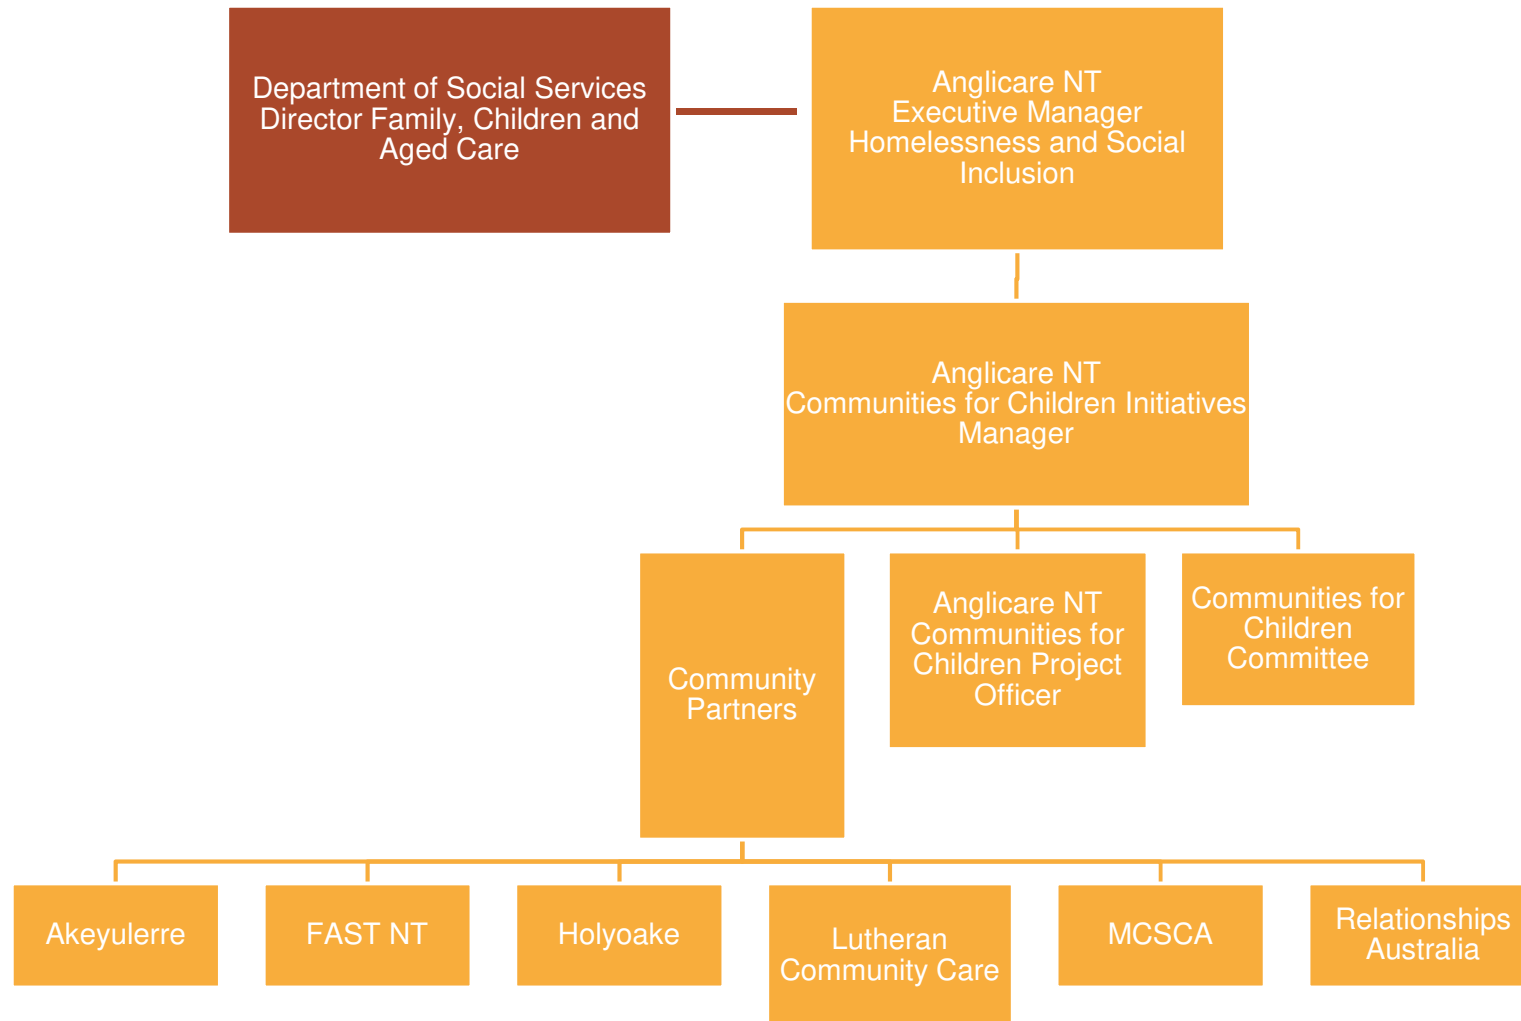 Department of Social Services
Director Family, Children and
Aged Care
Anglicare NT
Executive Manager
Homelessness and Social
Inclusion
Anglicare NT
Communities for Children Initiatives
Manager
Community
Partners
Anglicare NT
Communities for
Children Project
Officer
Communities for
Children
Committee
Akeyulerre
FAST NT
Holyoake
Lutheran
Community Care
MCSCA
Relationships
Australia